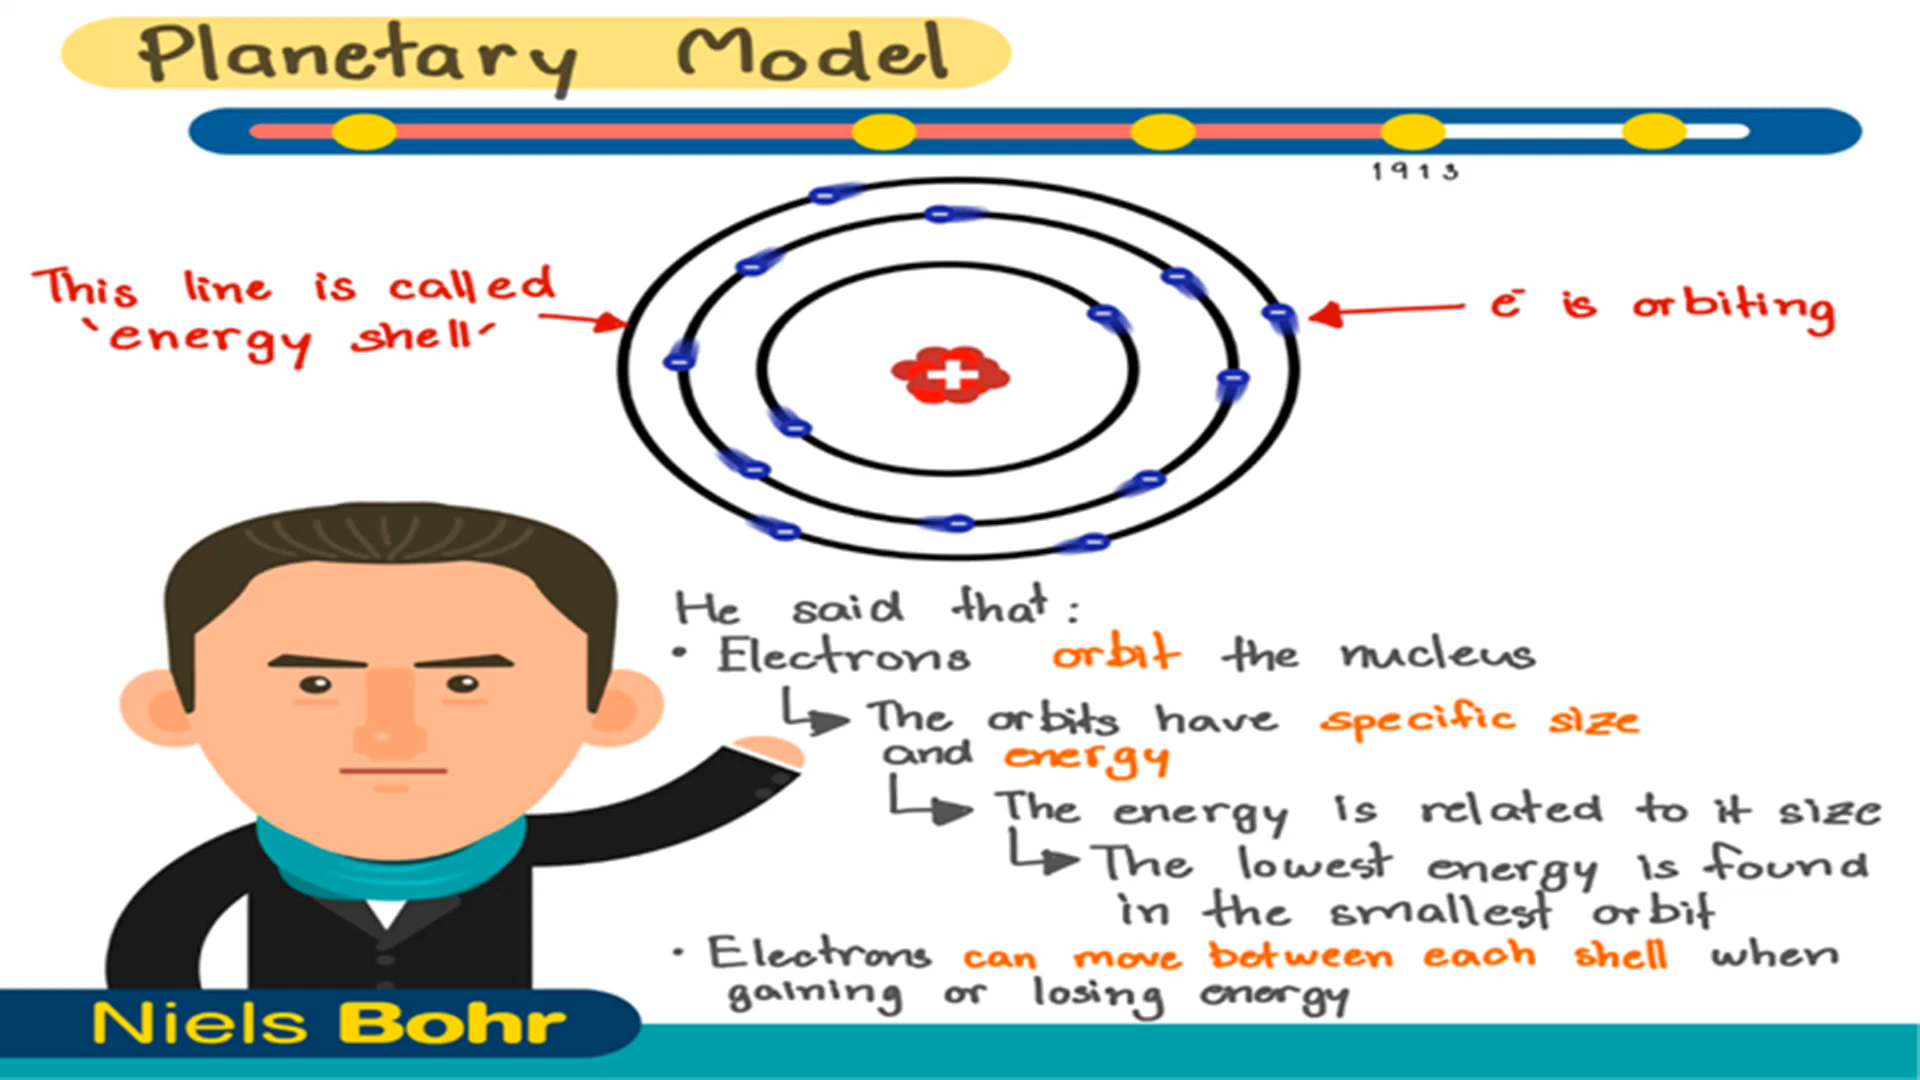 Planetary Model
1913
This line is called
'energy shell'
e⁻ is orbiting
He said that:
• Electrons orbit the nucleus
The orbits have specific size
and energy
The energy is related to it size
The lowest energy is found
in the smallest orbit
• Electrons can move between each shell when
gaining or losing energy
Niels Bohr